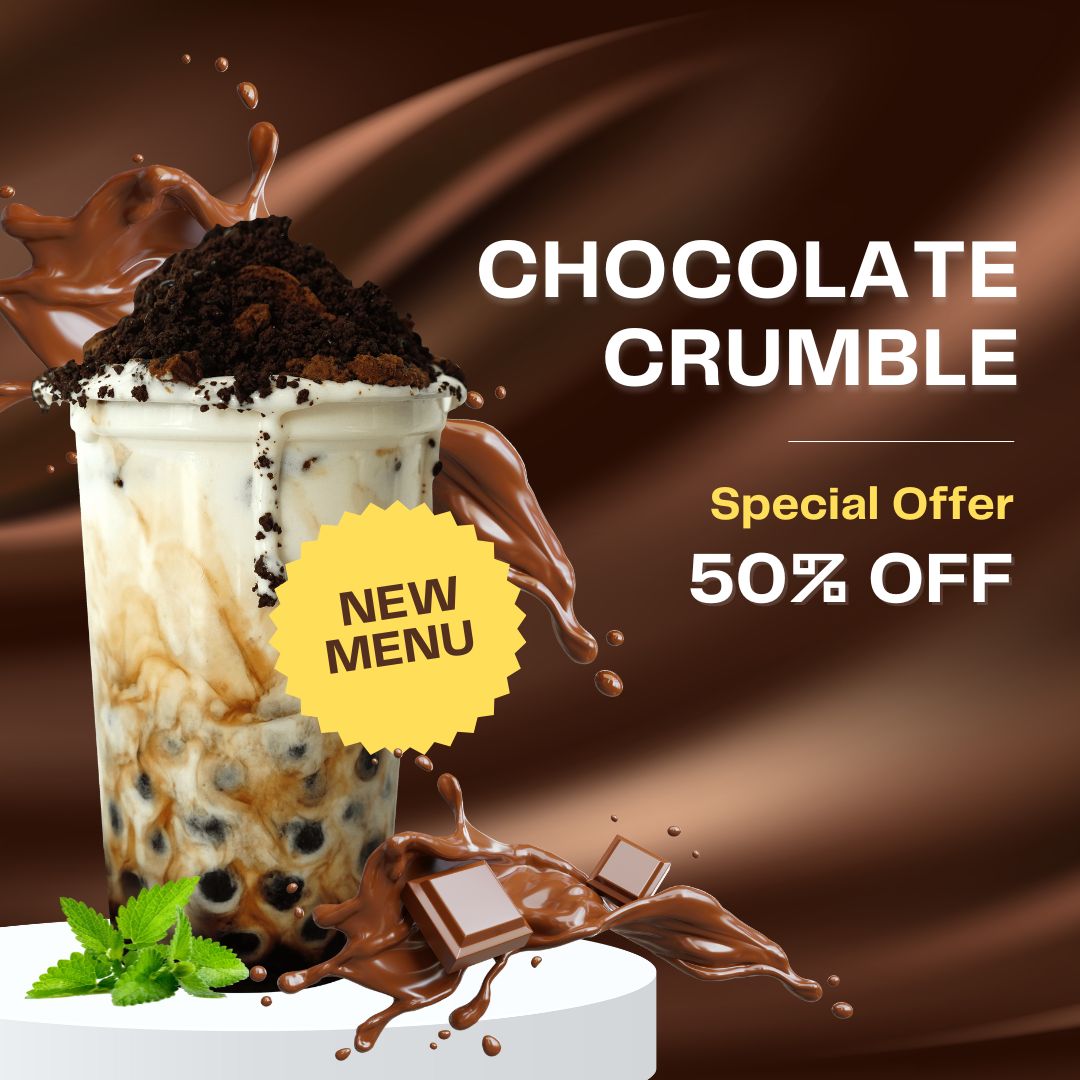 CHOCOLATE
CRUMBLE
Special Offer
50% OFF
NEW
MENU